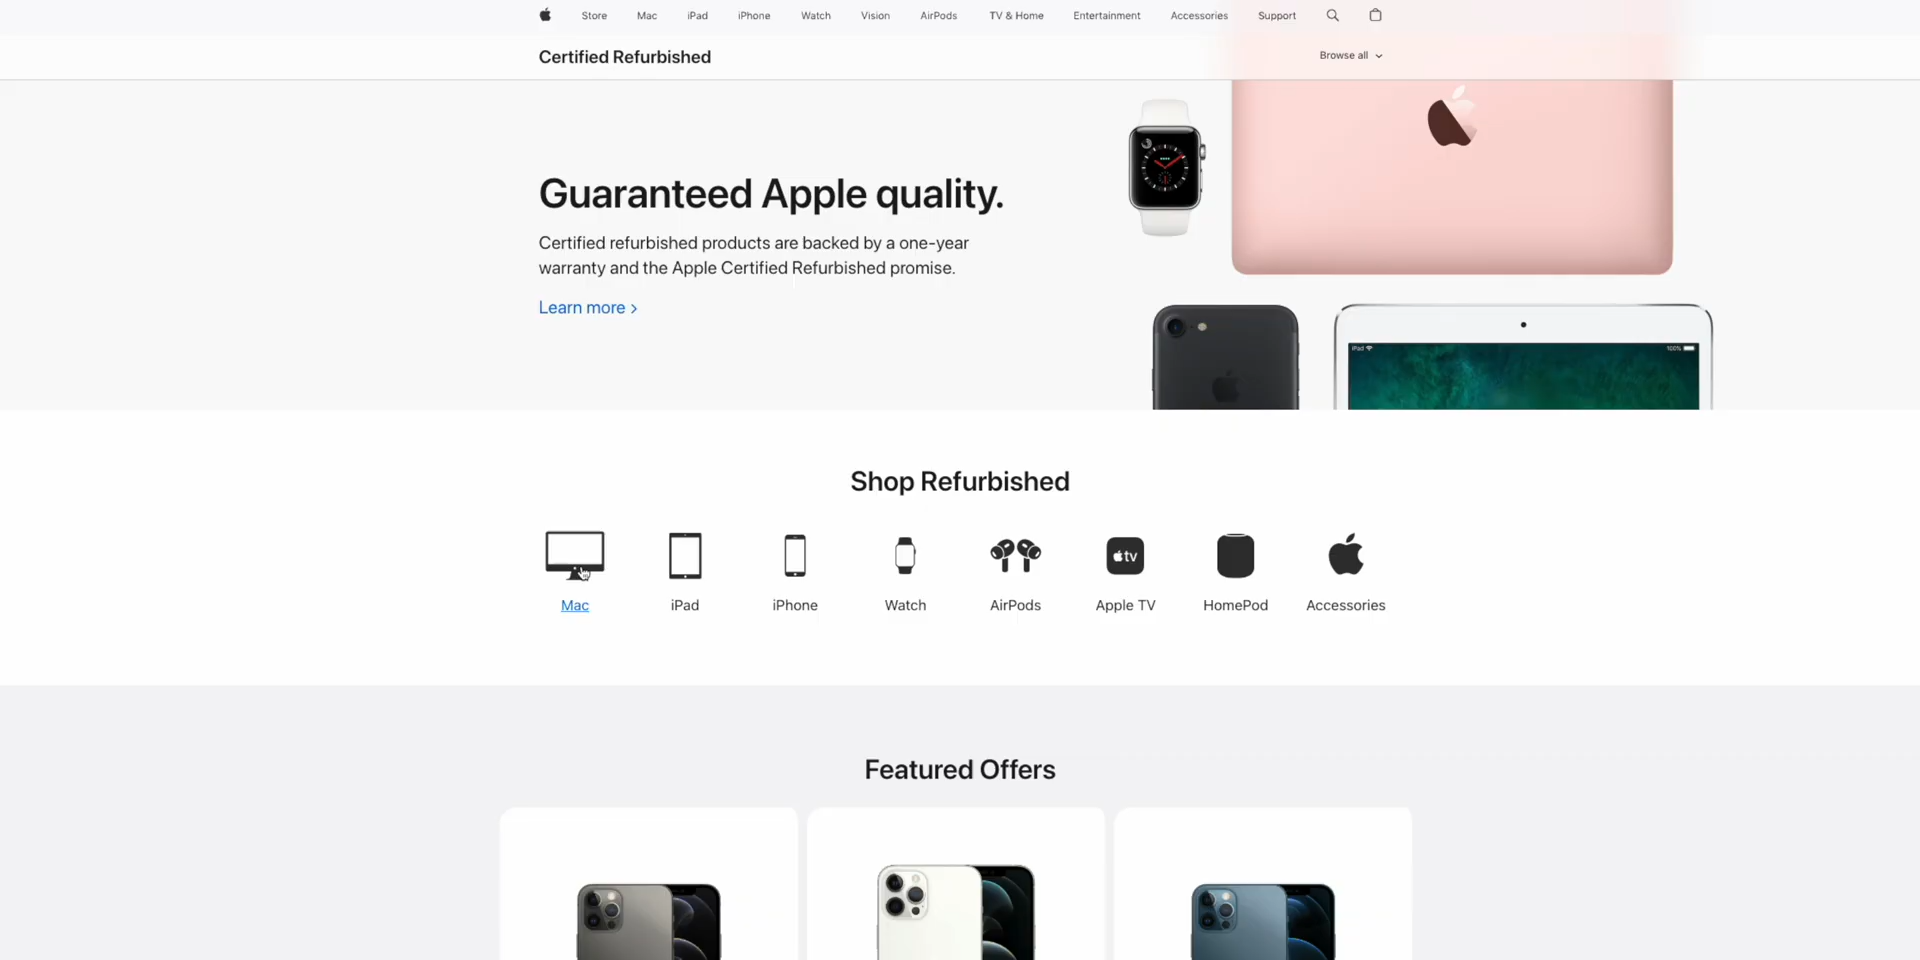 Store
Mac
iPad
iPhone
Watch
Vision
AirPods
TV & Home
Entertainment
Accessories
Support
Certified Refurbished
Browse all
Guaranteed Apple quality.
Certified refurbished products are backed by a one-year
warranty and the Apple Certified Refurbished promise.
Learn more >
iPad
100%
Shop Refurbished
tv
Mac
iPad
iPhone
Watch
AirPods
Apple TV
HomePod
Accessories
Featured Offers